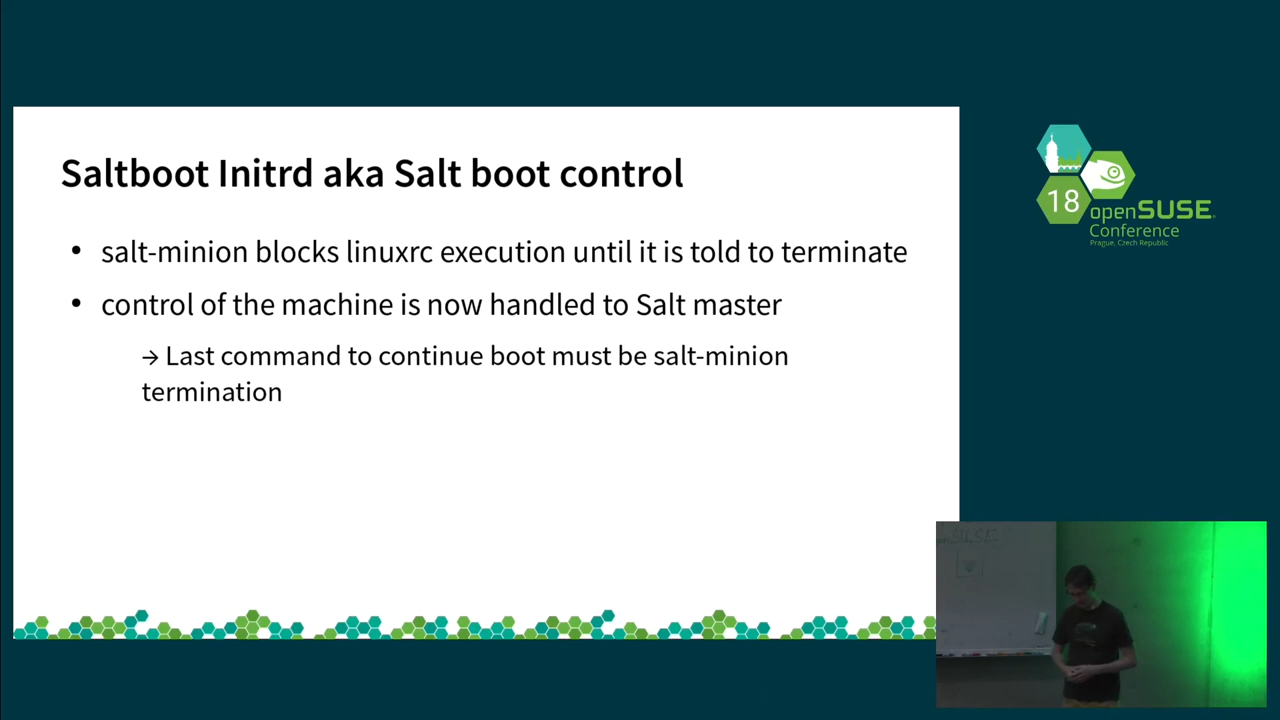 Saltboot Initrd aka Salt boot control
• salt-minion blocks linuxrc execution until it is told to terminate
• control of the machine is now handled to Salt master
→ Last command to continue boot must be salt-minion
termination
18
openSUSE
Conference
Prague, Czech Republic